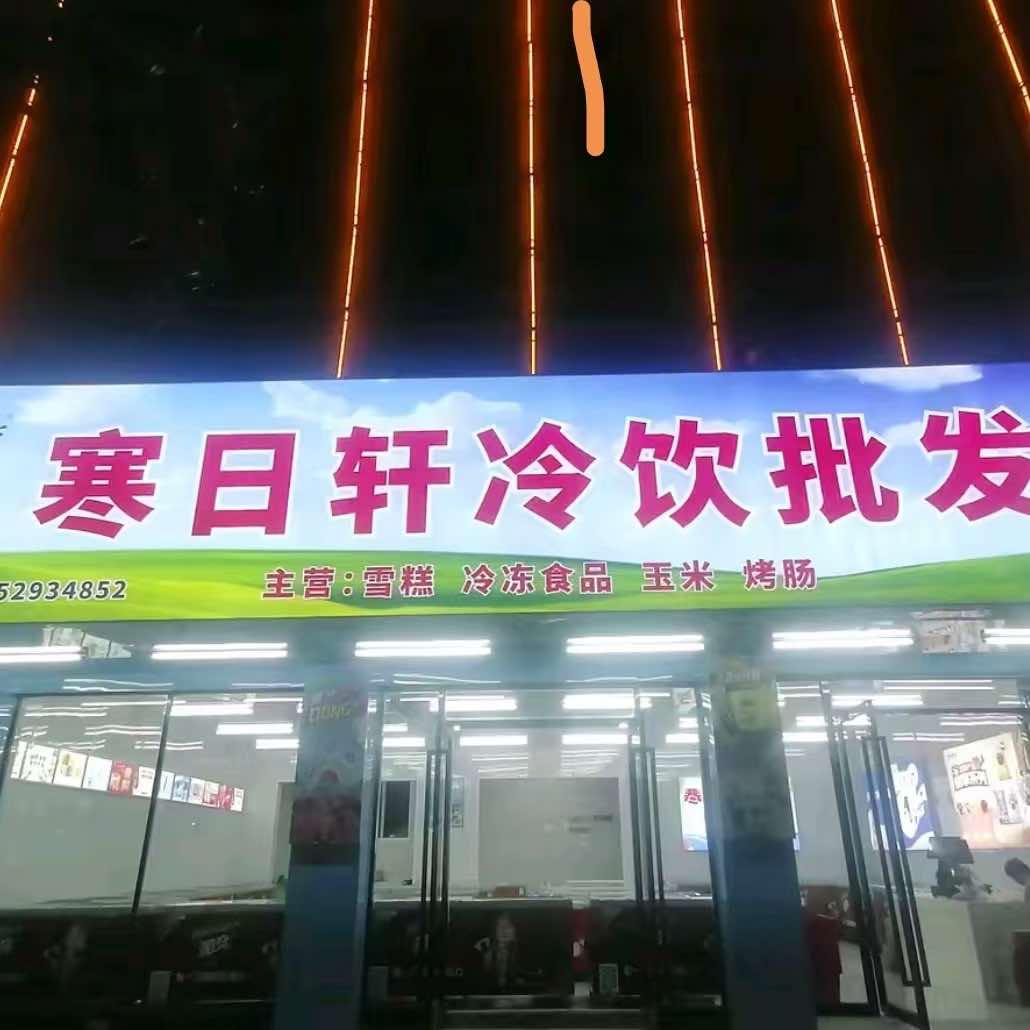 寒日轩冷饮批发
52934852
主营:雪糕 冷冻食品 玉米 烤肠
寒